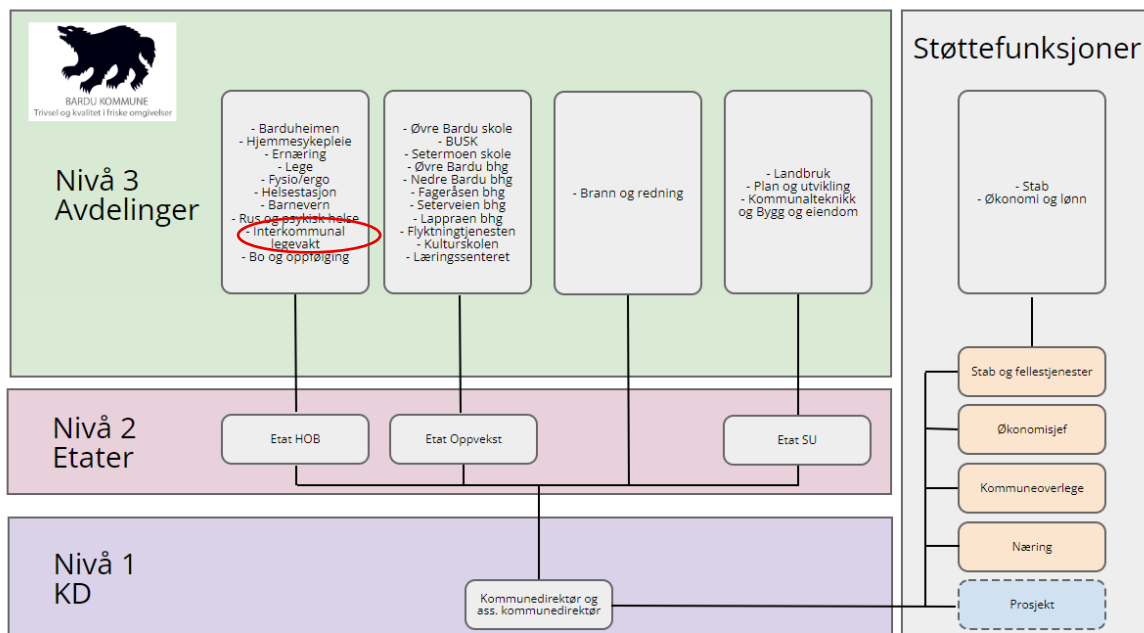 BARDU KOMMUNE
Trivsel og kvalitet i friske omgivelser
Nivå 3
Avdelinger
- Barduheimen
- Hjemmesykepleie
- Ernæring
- Lege
- Fysio/ergo
- Helsestasjon
- Barnevern
- Rus og psykisk helse
- Interkommunal
legevakt
- Bo og oppfølging
- Øvre Bardu skole
- BUSK
- Setermoen skole
- Øvre Bardu bhg
- Nedre Bardu bhg
- Fageråsen bhg
- Seterveien bhg
- Lappraen bhg
- Flyktningtjenesten
- Kulturskolen
- Læringssenteret
- Brann og redning
- Landbruk
- Plan og utvikling
- Kommunalteknikk
og Bygg og eiendom
Nivå 2
Etater
Etat HOB
Etat Oppvekst
Etat SU
Nivå 1
KD
Kommunedirektør og
ass. kommunedirektør
Støttefunksjoner
- Stab
- Økonomi og lønn
Stab og fellestjenester
Økonomisjef
Kommuneoverlege
Næring
Prosjekt